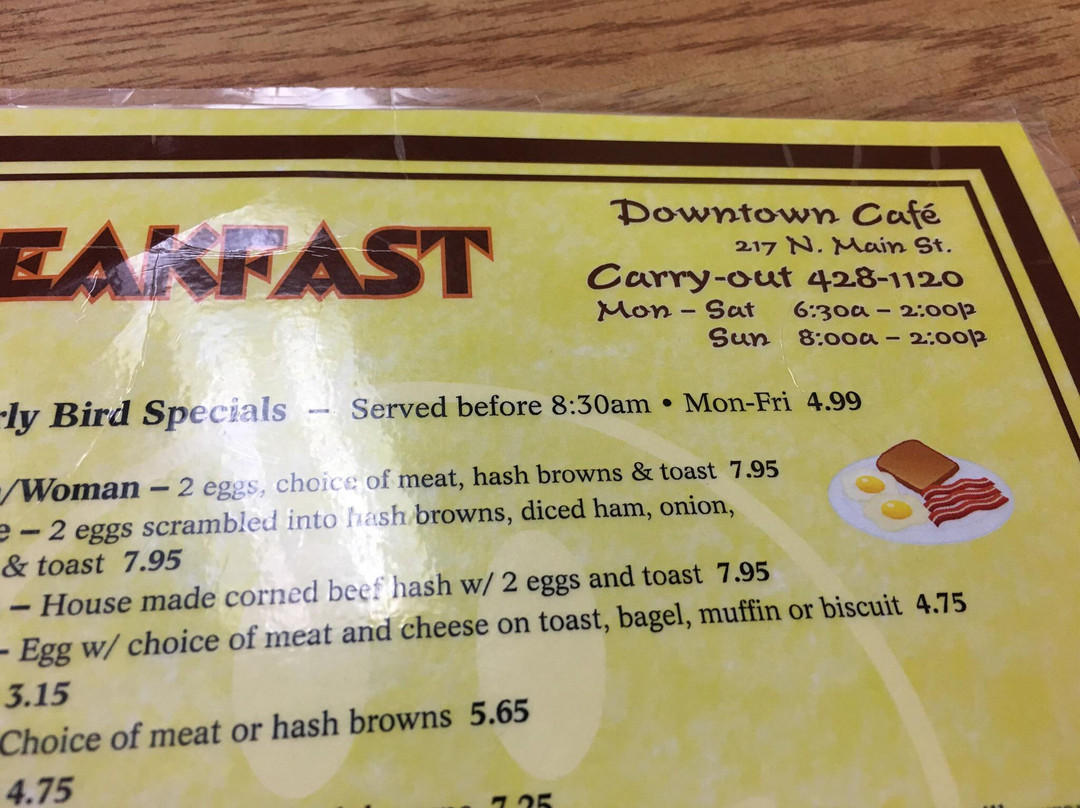 EAKFAST
Downtown Café
217 N. Main St.
Carry-out 428-1120
Mon - Sat 6:30a - 2:00p
Sun 8:00a - 2:00p
rly Bird Specials – Served before 8:30am • Mon-Fri 4.99
/Woman – 2 eggs, choice of meat, hash browns & toast 7.95
e – 2 eggs scrambled into hash browns, diced ham, onion,
& toast 7.95
– House made corned beef hash w/ 2 eggs and toast 7.95
- Egg w/ choice of meat and cheese on toast, bagel, muffin or biscuit 4.75
3.15
Choice of meat or hash browns 5.65
4.75
7.25